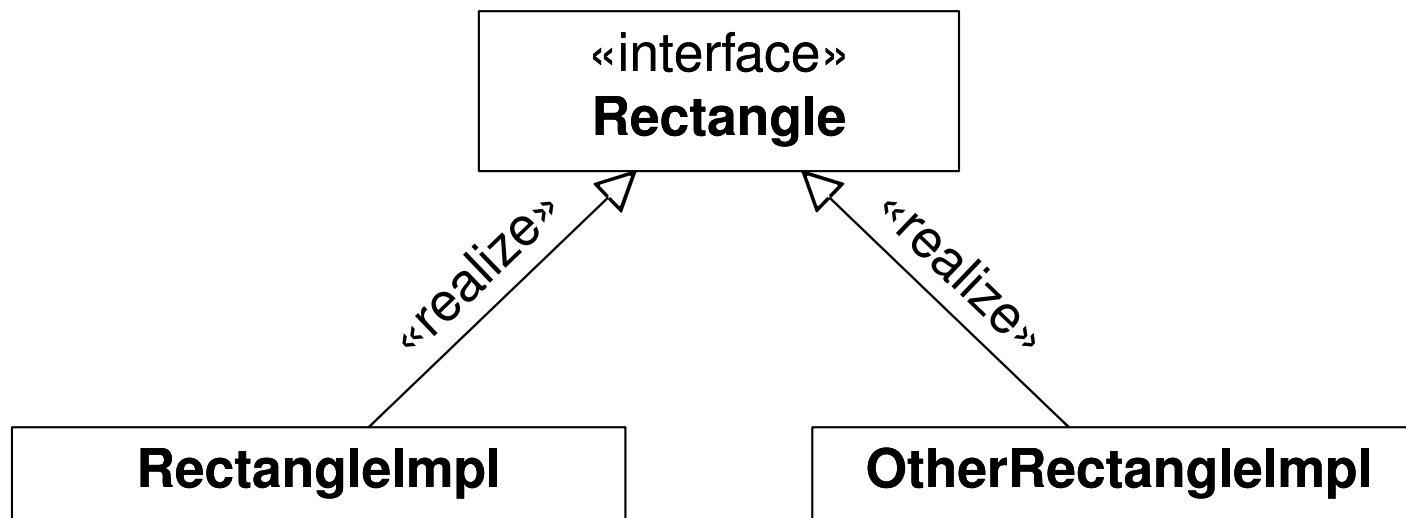 «interface»
Rectangle
«realize»
«realize»
RectangleImpl
OtherRectangleImpl